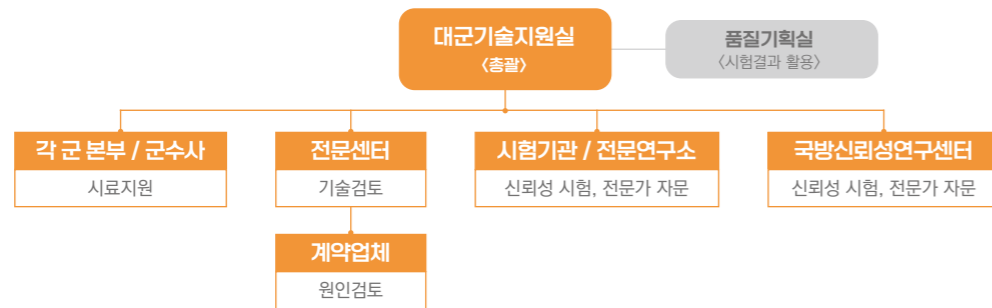 대군기술지원실
〈총괄〉
품질기획실
〈시험결과 활용〉
각 군 본부 / 군수사
시료지원
전문센터
기술검토
시험기관 / 전문연구소
신뢰성 시험, 전문가 자문
국방신뢰성연구센터
신뢰성 시험, 전문가 자문
계약업체
원인검토